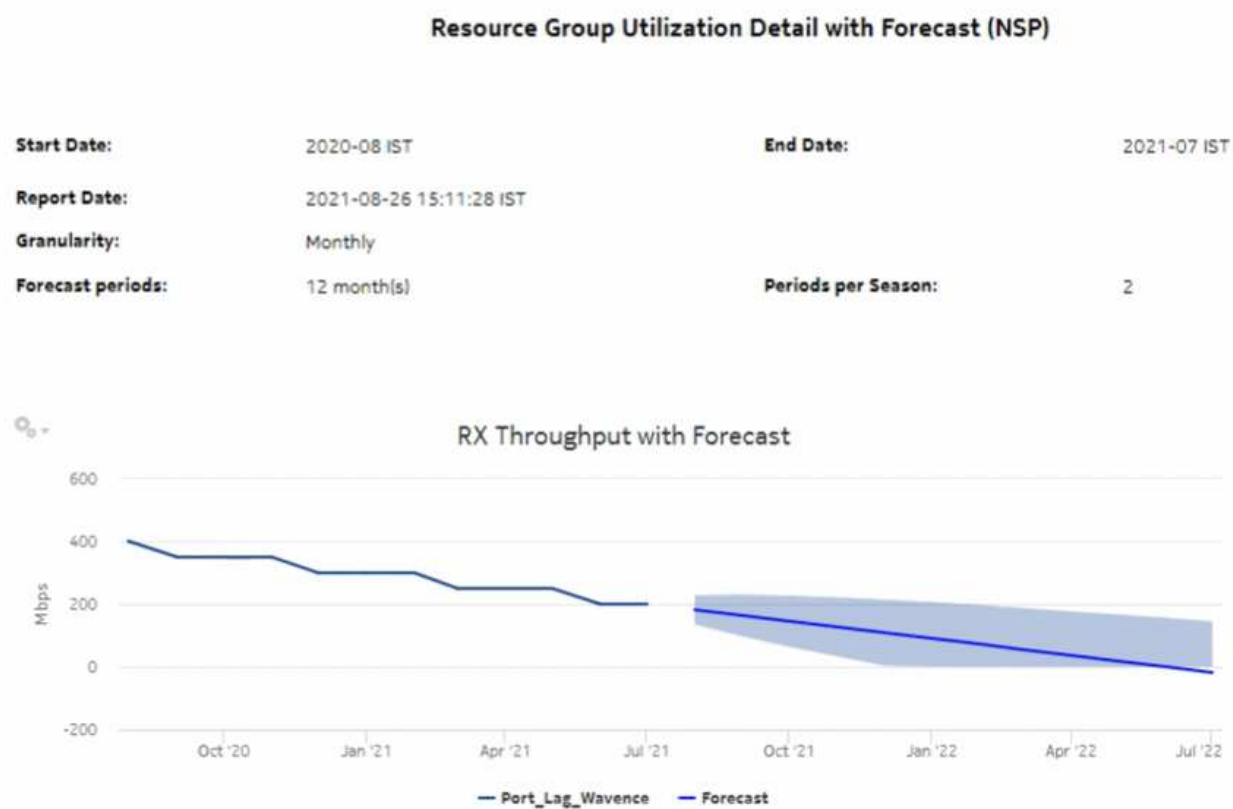 Resource Group Utilization Detail with Forecast (NSP)
Start Date: 2020-08 IST End Date: 2021-07 IST
Report Date: 2021-08-26 15:11:28 IST
Granularity: Monthly
Forecast periods: 12 month(s) Periods per Season: 2
RX Throughput with Forecast
600
400
200
0
-200
Mbps
Oct '20 Jan '21 Apr '21 Jul '21 Oct '21 Jan '22 Apr '22 Jul '22
Port_Lag_Wavence Forecast